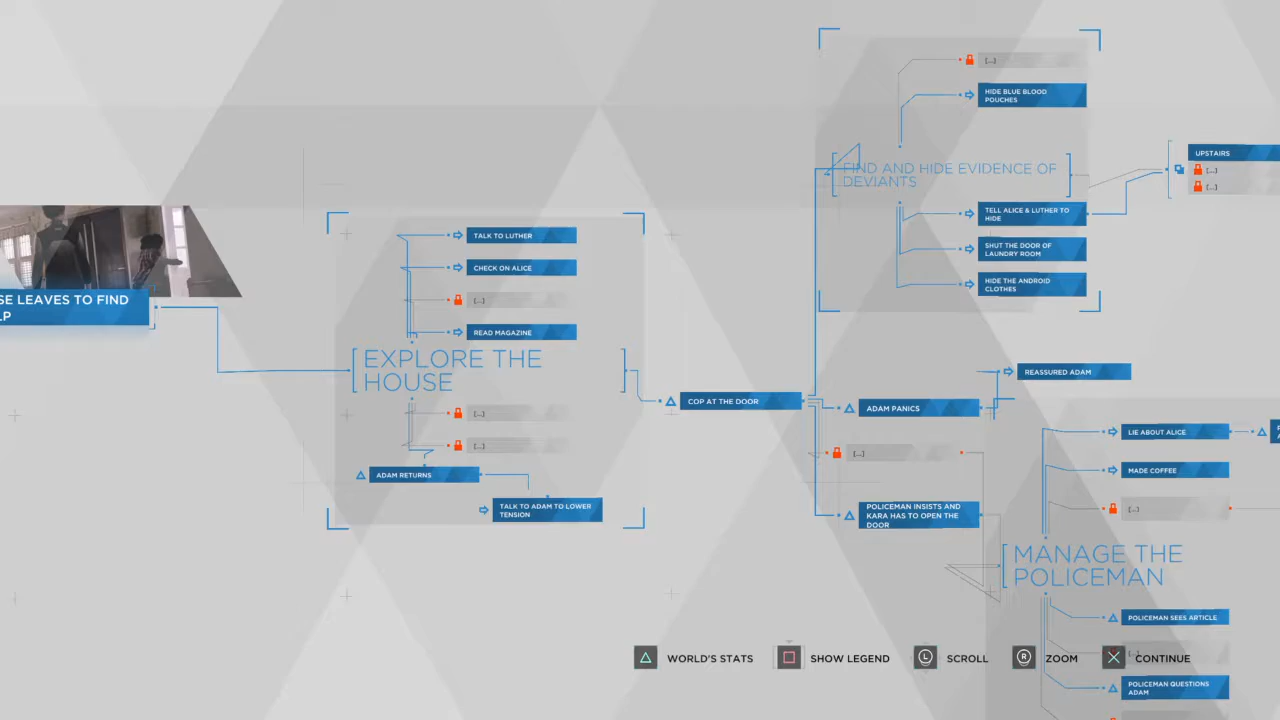 SE LEAVES TO FIND
LP
TALK TO LUTHER
CHECK ON ALICE
[...]
READ MAGAZINE
EXPLORE THE
HOUSE
[...]
[...]
ADAM RETURNS
TALK TO ADAM TO LOWER
TENSION
COP AT THE DOOR
[...]
HIDE BLUE BLOOD
POUCHES
FIND AND HIDE EVIDENCE OF
DEVIANTS
TELL ALICE & LUTHER TO
HIDE
SHUT THE DOOR OF
LAUNDRY ROOM
HIDE THE ANDROID
CLOTHES
UPSTAIRS
[...]
[...]
REASSURED ADAM
ADAM PANICS
[...]
POLICEMAN INSISTS AND
KARA HAS TO OPEN THE
DOOR
LIE ABOUT ALICE
MADE COFFEE
[...]
MANAGE THE
POLICEMAN
POLICEMAN SEES ARTICLE
[...]
POLICEMAN QUESTIONS
ADAM
WORLD'S STATS
SHOW LEGEND
L
SCROLL
R
ZOOM
CONTINUE